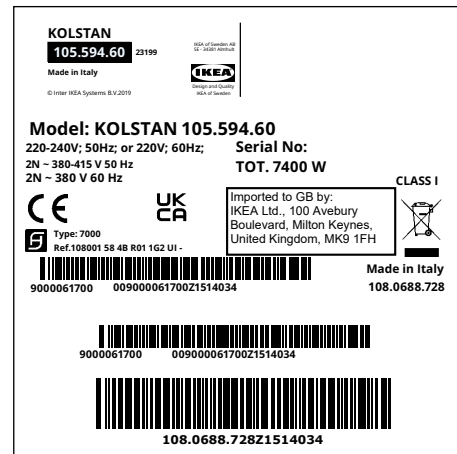 KOLSTAN
105.594.60 23199
Made in Italy
© Inter IKEA Systems B.V.2019
IKEA of Sweden AB
SE - 34381 Älmhult
IKEA
Design and Quality
IKEA of Sweden
Model: KOLSTAN 105.594.60
220-240V; 50Hz; or 220V; 60Hz;
2N ~ 380-415 V 50 Hz
2N ~ 380 V 60 Hz
Serial No:
TOT. 7400 W
CLASS I
CE
UK
CA
Imported to GB by:
IKEA Ltd., 100 Avebury
Boulevard, Milton Keynes,
United Kingdom, MK9 1FH
Type: 7000
Ref.108001 58 4B R01 1G2 UI -
9000061700 009000061700Z1514034
Made in Italy
108.0688.728
9000061700 009000061700Z1514034
108.0688.728Z1514034